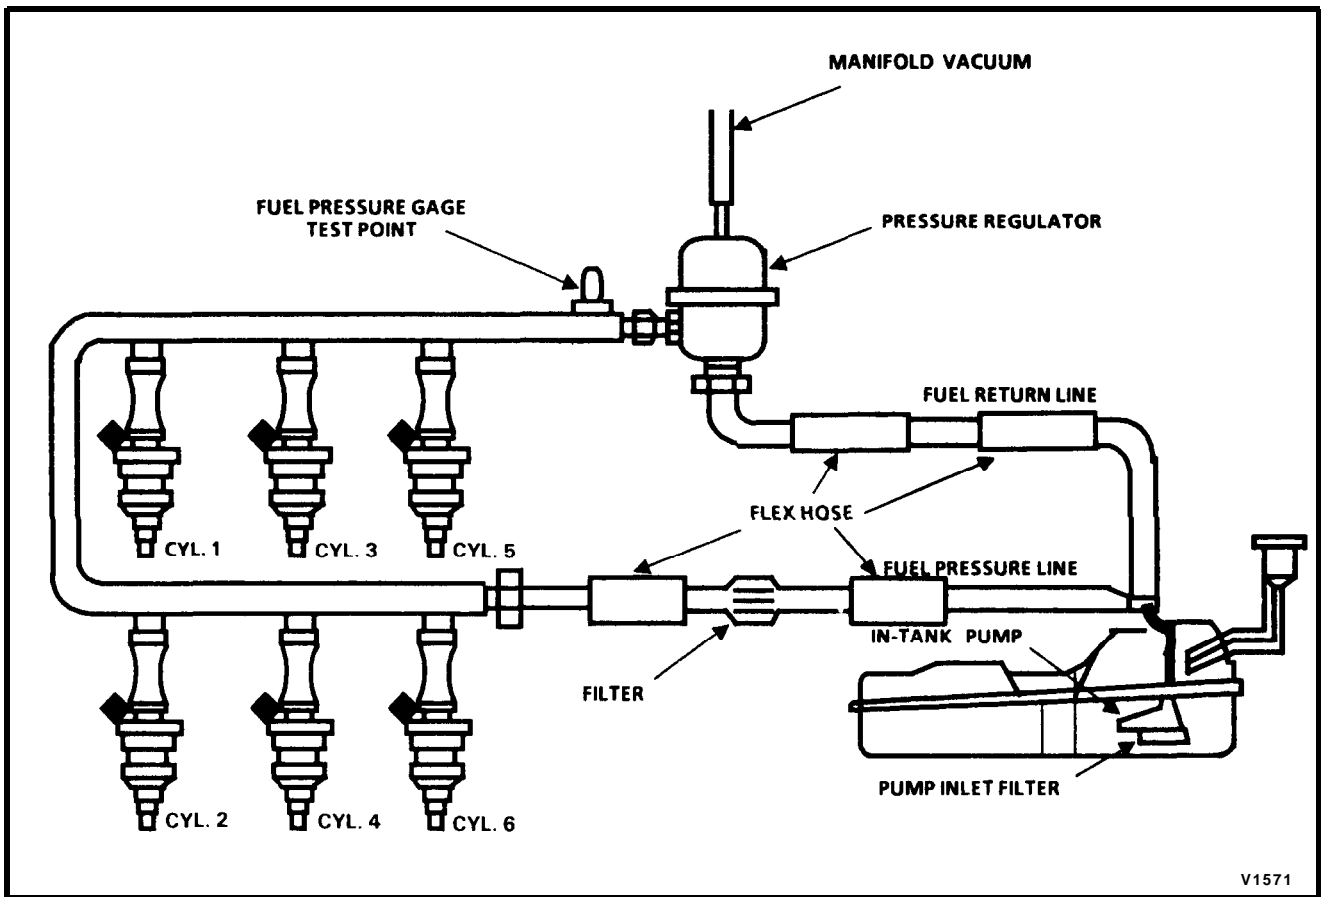 MANIFOLD VACUUM
FUEL PRESSURE GAGE
TEST POINT
PRESSURE REGULATOR
FUEL RETURN LINE
FLEX HOSE
CYL. 1
CYL. 3
CYL. 5
FUEL PRESSURE LINE
IN-TANK PUMP
FILTER
PUMP INLET FILTER
CYL. 2
CYL. 4
CYL. 6
V1571